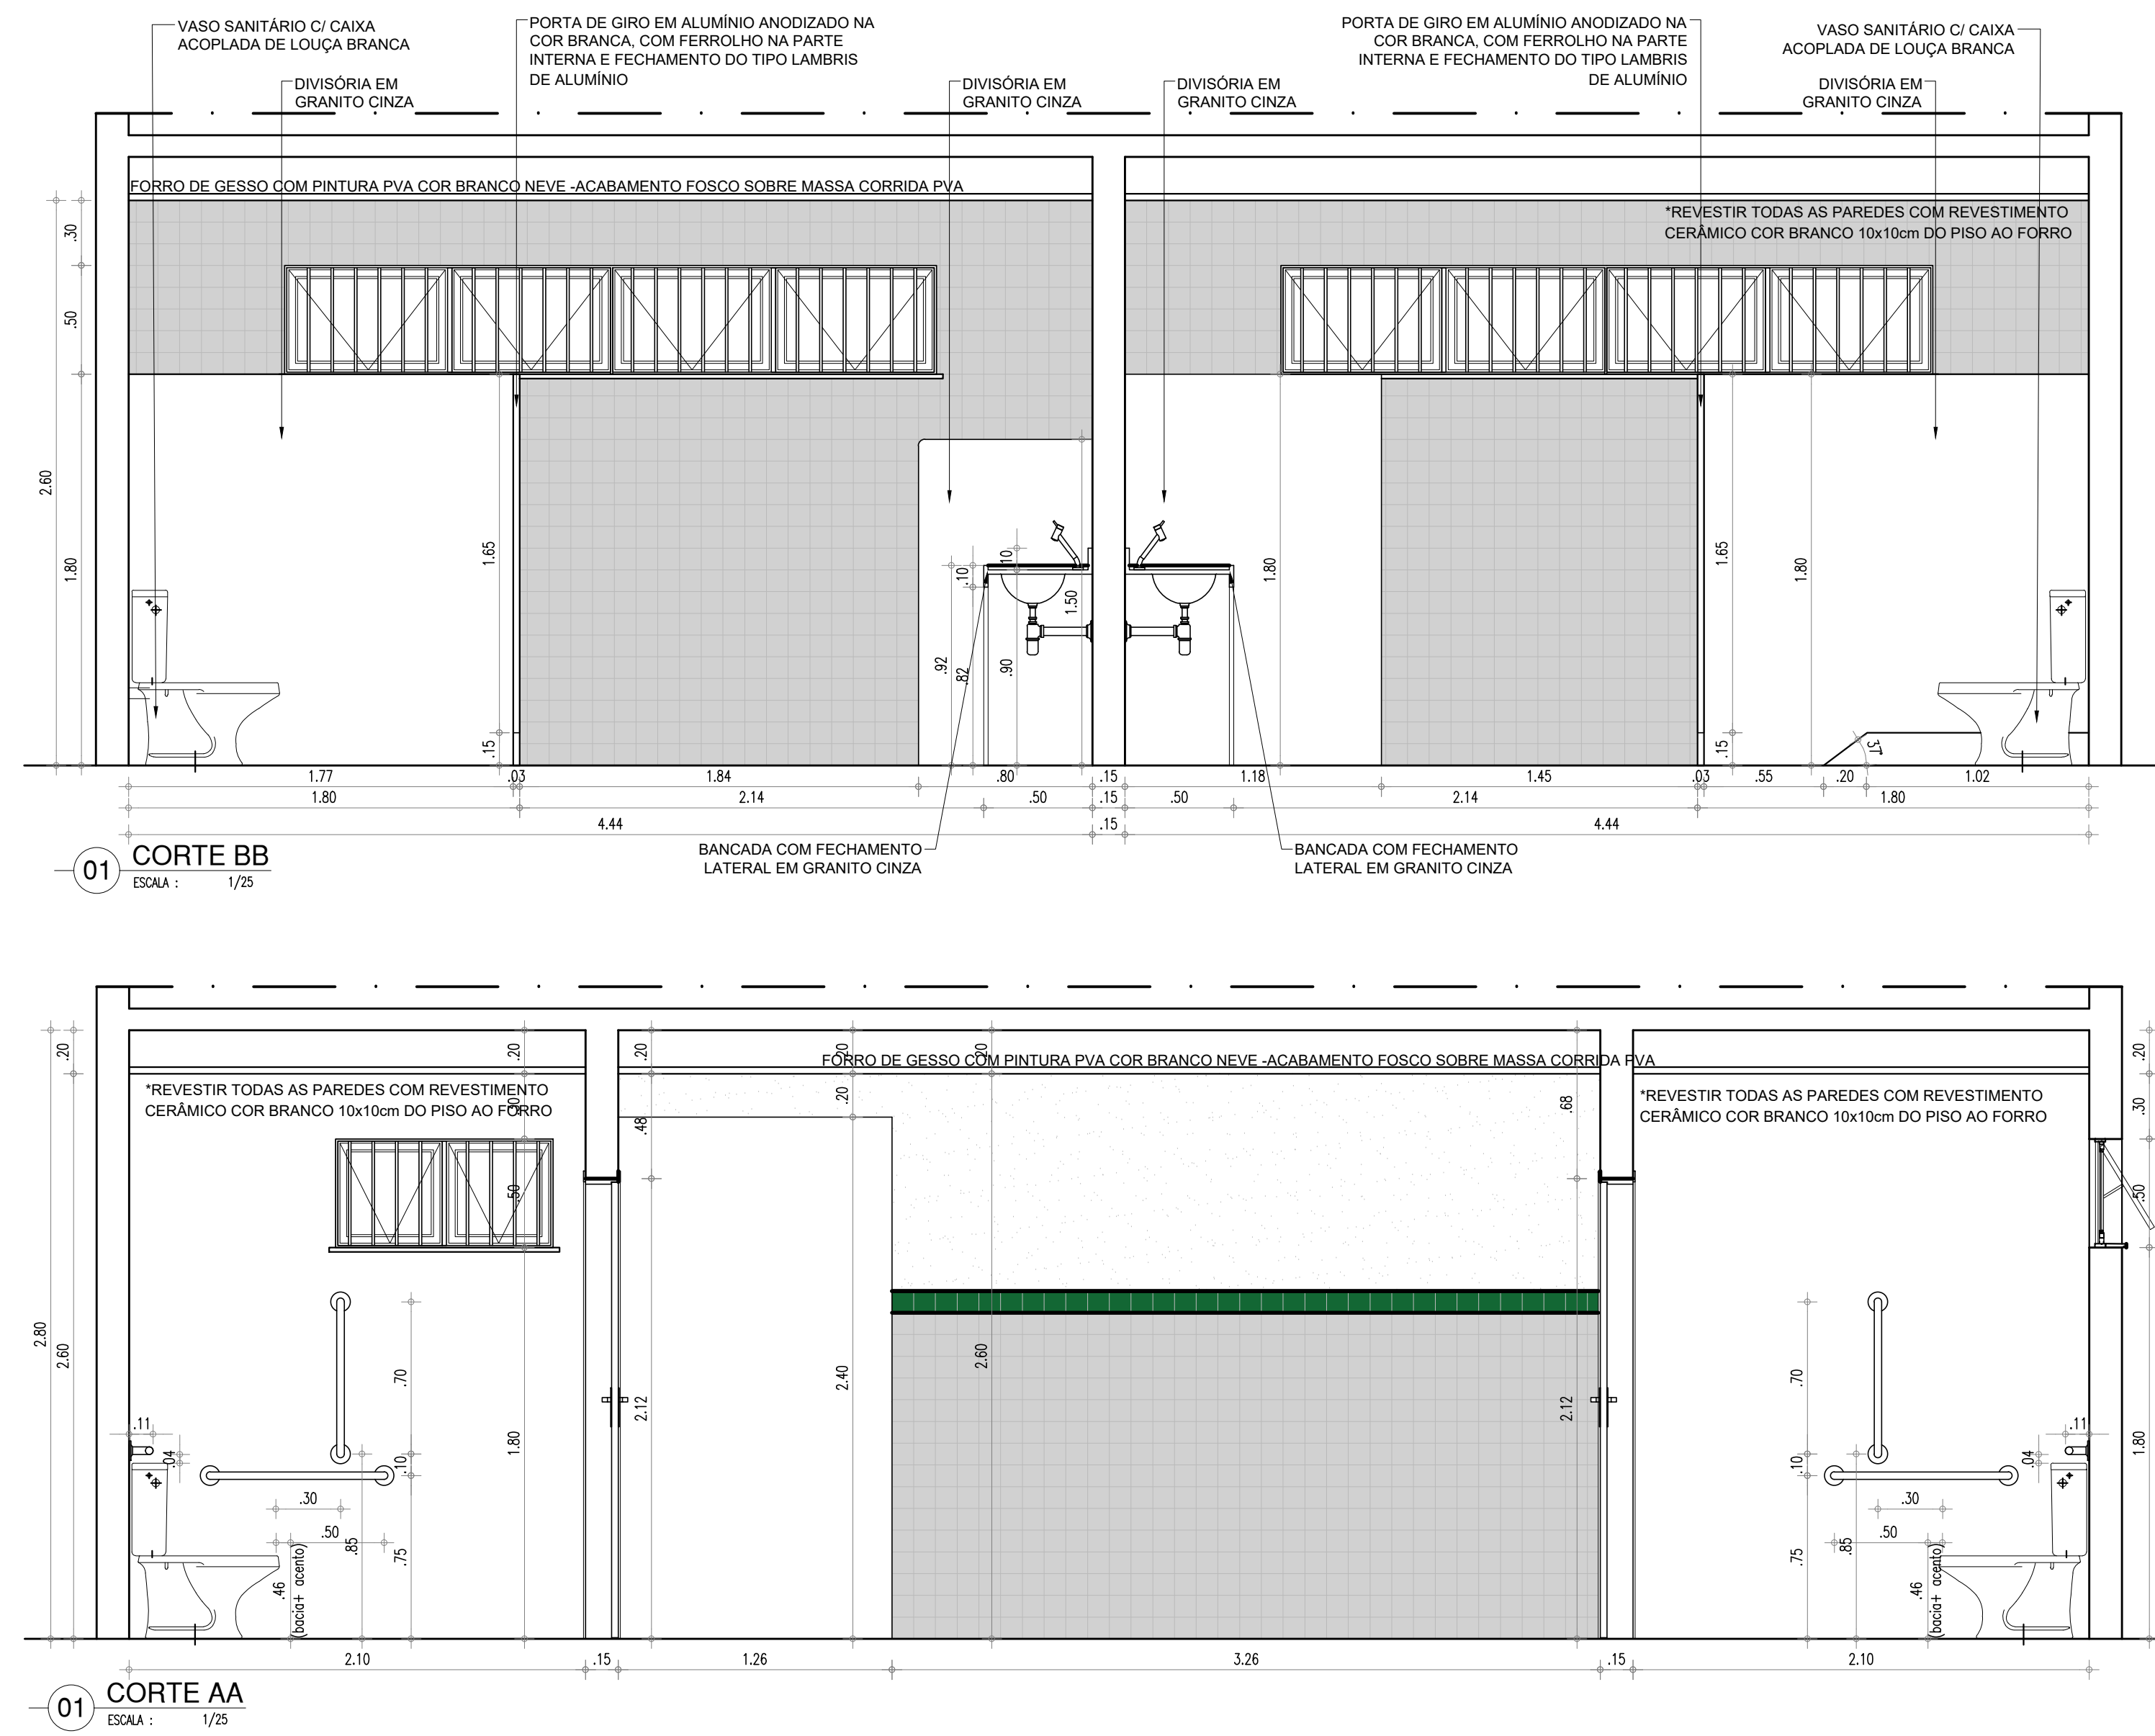 VASO SANITÁRIO C/ CAIXA
ACOPLADA DE LOUÇA BRANCA
PORTA DE GIRO EM ALUMÍNIO ANODIZADO NA
COR BRANCA, COM FERROLHO NA PARTE
INTERNA E FECHAMENTO DO TIPO LAMBRIS
DE ALUMÍNIO
PORTA DE GIRO EM ALUMÍNIO ANODIZADO NA
COR BRANCA, COM FERROLHO NA PARTE
INTERNA E FECHAMENTO DO TIPO LAMBRIS
DE ALUMÍNIO
VASO SANITÁRIO C/ CAIXA
ACOPLADA DE LOUÇA BRANCA
DIVISÓRIA EM
GRANITO CINZA
DIVISÓRIA EM
GRANITO CINZA
DIVISÓRIA EM
GRANITO CINZA
DIVISÓRIA EM
GRANITO CINZA
FORRO DE GESSO COM PINTURA PVA COR BRANCO NEVE -ACABAMENTO FOSCO SOBRE MASSA CORRIDA PVA
*REVESTIR TODAS AS PAREDES COM REVESTIMENTO
CERÂMICO COR BRANCO 10x10cm DO PISO AO FORRO
.30
.50
2.60
1.80
1.65
.15
.92
.82
.10
.90
.10
1.50
1.80
1.65
.15
1.80
37
1.77
.03
1.84
.80
.15
1.18
1.45
.03
.55
.20
1.02
1.80
2.14
.50
.15
.50
2.14
1.80
4.44
.15
4.44
BANCADA COM FECHAMENTO
LATERAL EM GRANITO CINZA
BANCADA COM FECHAMENTO
LATERAL EM GRANITO CINZA
01
CORTE BB
ESCALA :
1/25
.20
.20
.20
.20
.20
.20
FORRO DE GESSO COM PINTURA PVA COR BRANCO NEVE -ACABAMENTO FOSCO SOBRE MASSA CORRIDA PVA
*REVESTIR TODAS AS PAREDES COM REVESTIMENTO
CERÂMICO COR BRANCO 10x10cm DO PISO AO FORRO
*REVESTIR TODAS AS PAREDES COM REVESTIMENTO
CERÂMICO COR BRANCO 10x10cm DO PISO AO FORRO
.30
.20
.48
.68
.30
.50
.50
2.80
2.60
1.80
2.12
2.40
2.60
2.12
1.80
.70
.10
.75
.85
.11
.04
.30
.50
.46
(bacia+ acento)
.70
.10
.75
.85
.11
.04
.30
.50
.46
(bacia+ acento)
2.10
.15
1.26
3.26
.15
2.10
01
CORTE AA
ESCALA :
1/25